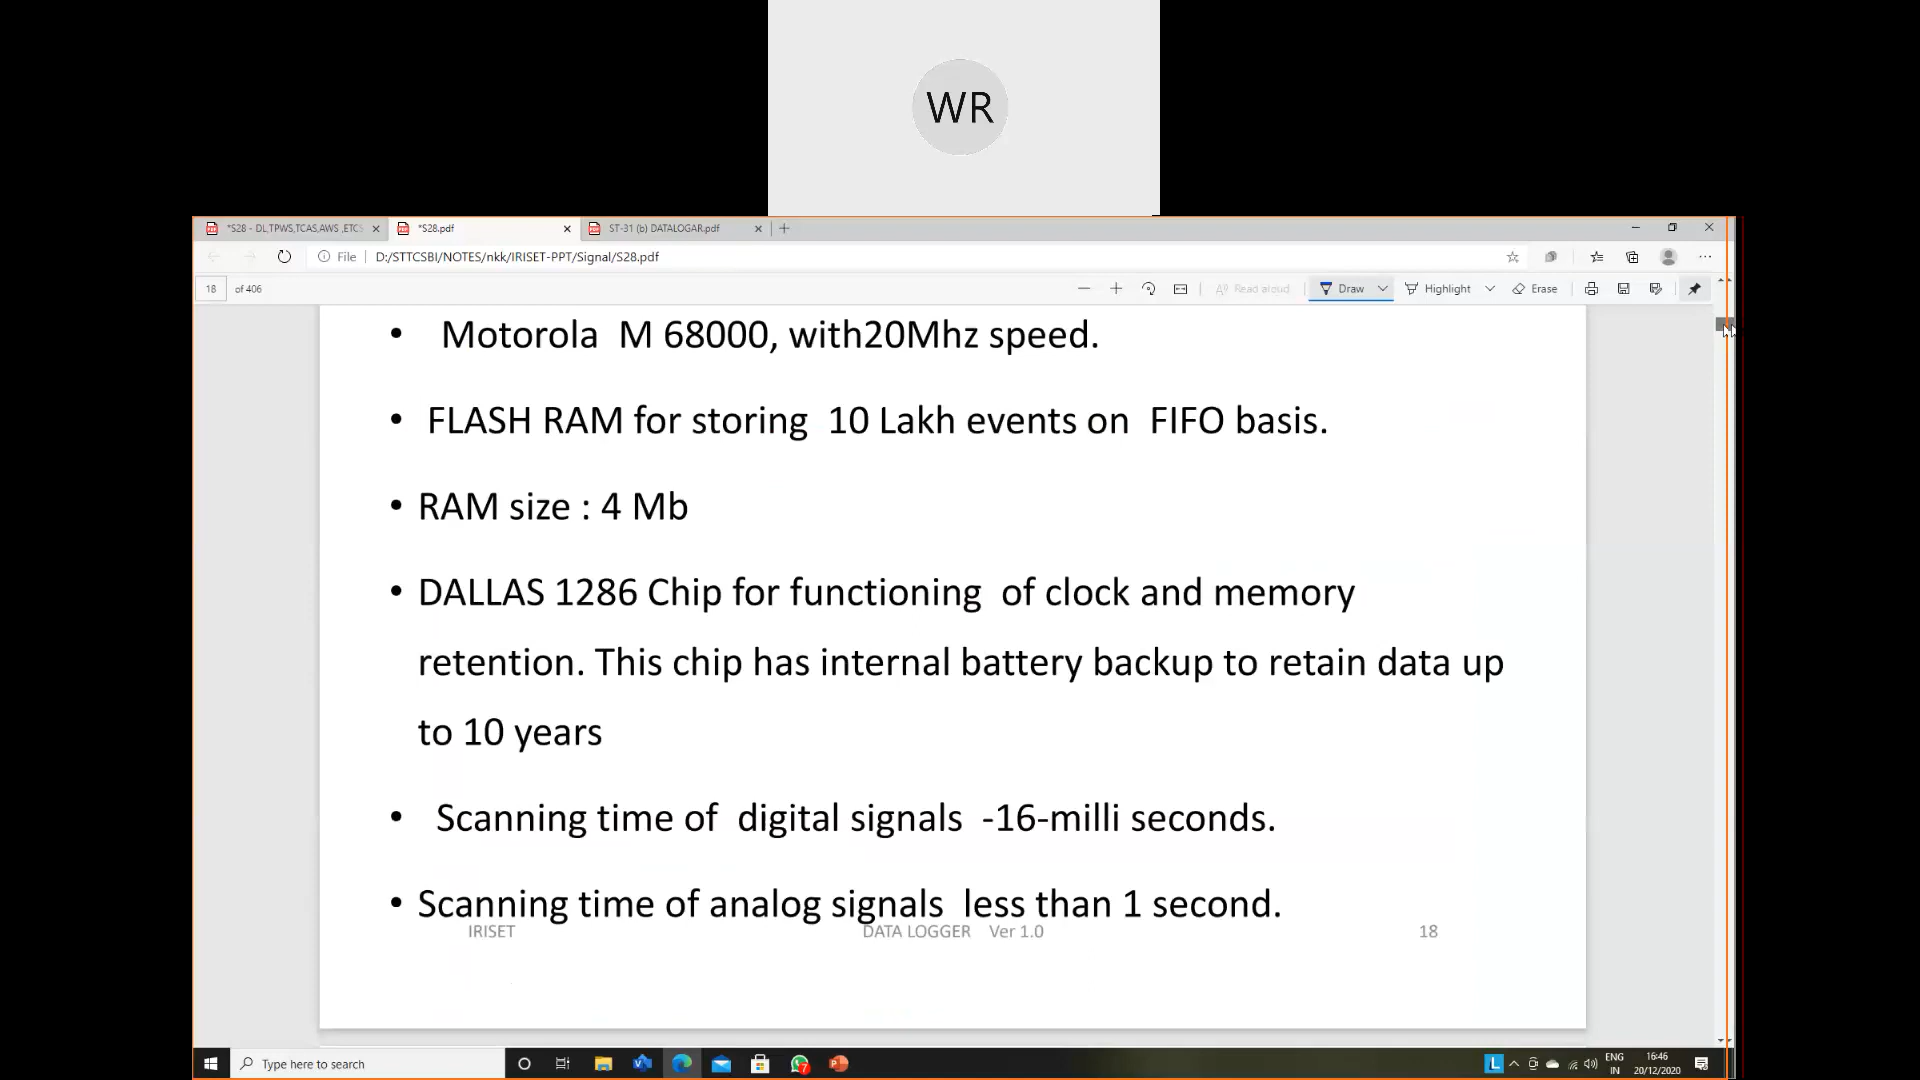 WR
*S28 - DL,TPWS,TCAS,AWS ,ETCS
*S28.pdf
ST-31 (b) DATALOGAR.pdf
File D:/STTCSBI/NOTES/nkk/IRISET-PPT/Signal/S28.pdf
18 of 406
Read aloud
Draw
Highlight
Erase
• Motorola M 68000, with20Mhz speed.
• FLASH RAM for storing 10 Lakh events on FIFO basis.
• RAM size : 4 Mb
• DALLAS 1286 Chip for functioning of clock and memory
retention. This chip has internal battery backup to retain data up
to 10 years
• Scanning time of digital signals -16-milli seconds.
• Scanning time of analog signals less than 1 second.
IRISET DATA LOGGER Ver 1.0 18
Type here to search
7
L
ENG
IN
16:46
20/12/2020